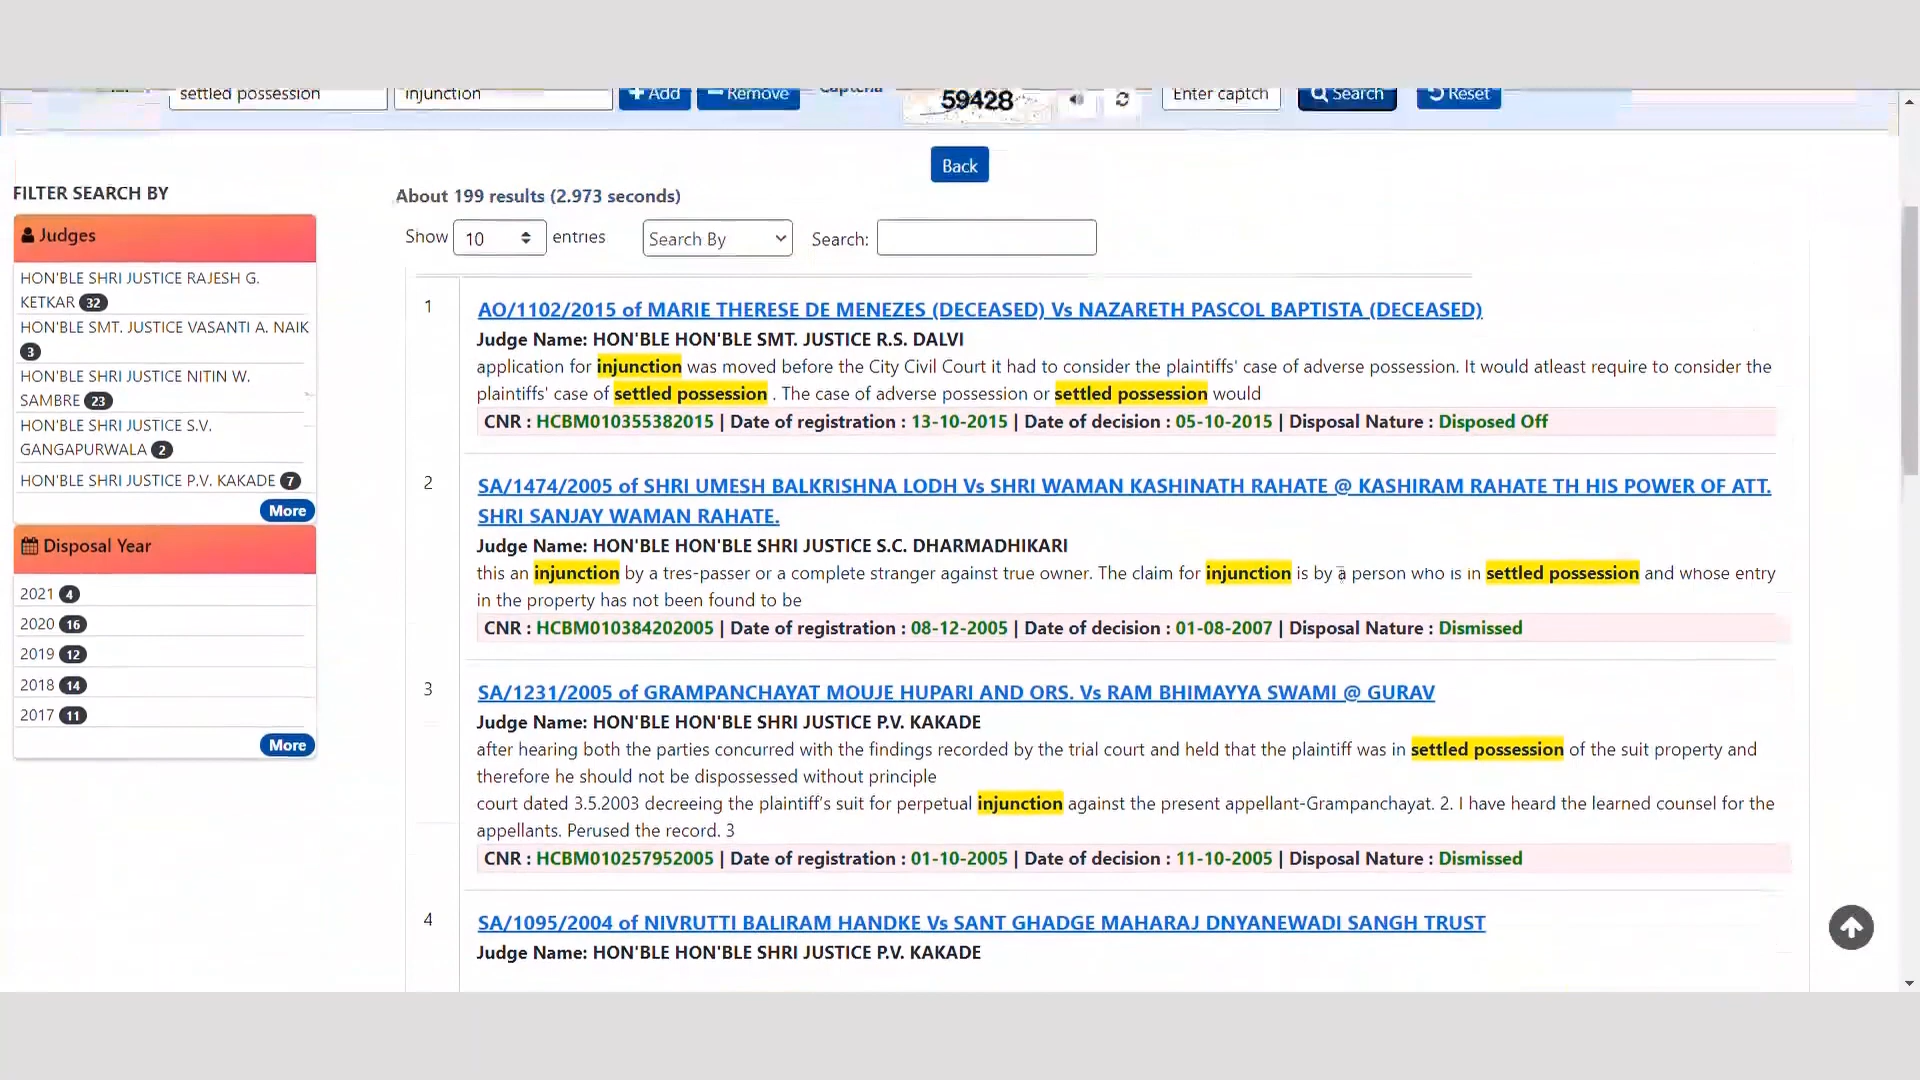 settled possession injunction Add Remove Captcha 59428 Enter captch Search Reset
Back
FILTER SEARCH BY
Judges
HON'BLE SHRI JUSTICE RAJESH G.
KETKAR 32
HON'BLE SMT. JUSTICE VASANTI A. NAIK
3
HON'BLE SHRI JUSTICE NITIN W.
SAMBRE 23
HON'BLE SHRI JUSTICE S.V.
GANGAPURWALA 2
HON'BLE SHRI JUSTICE P.V. KAKADE 7
More
Disposal Year
2021 4
2020 16
2019 12
2018 14
2017 11
More
About 199 results (2.973 seconds)
Show 10 entries Search By Search:
1
AO/1102/2015 of MARIE THERESE DE MENEZES (DECEASED) Vs NAZARETH PASCOL BAPTISTA (DECEASED)
Judge Name: HON'BLE HON'BLE SMT. JUSTICE R.S. DALVI
application for injunction was moved before the City Civil Court it had to consider the plaintiffs' case of adverse possession. It would atleast require to consider the
plaintiffs' case of settled possession . The case of adverse possession or settled possession would
CNR : HCBM010355382015 | Date of registration : 13-10-2015 | Date of decision : 05-10-2015 | Disposal Nature : Disposed Off
2
SA/1474/2005 of SHRI UMESH BALKRISHNA LODH Vs SHRI WAMAN KASHINATH RAHATE @ KASHIRAM RAHATE TH HIS POWER OF ATT.
SHRI SANJAY WAMAN RAHATE.
Judge Name: HON'BLE HON'BLE SHRI JUSTICE S.C. DHARMADHIKARI
this an injunction by a tres-passer or a complete stranger against true owner. The claim for injunction is by a person who is in settled possession and whose entry
in the property has not been found to be
CNR : HCBM010384202005 | Date of registration : 08-12-2005 | Date of decision : 01-08-2007 | Disposal Nature : Dismissed
3
SA/1231/2005 of GRAMPANCHAYAT MOUJE HUPARI AND ORS. Vs RAM BHIMAYYA SWAMI @ GURAV
Judge Name: HON'BLE HON'BLE SHRI JUSTICE P.V. KAKADE
after hearing both the parties concurred with the findings recorded by the trial court and held that the plaintiff was in settled possession of the suit property and
therefore he should not be dispossessed without principle
court dated 3.5.2003 decreeing the plaintiff's suit for perpetual injunction against the present appellant-Grampanchayat. 2. I have heard the learned counsel for the
appellants. Perused the record. 3
CNR : HCBM010257952005 | Date of registration : 01-10-2005 | Date of decision : 11-10-2005 | Disposal Nature : Dismissed
4
SA/1095/2004 of NIVRUTTI BALIRAM HANDKE Vs SANT GHADGE MAHARAJ DNYANEWADI SANGH TRUST
Judge Name: HON'BLE HON'BLE SHRI JUSTICE P.V. KAKADE